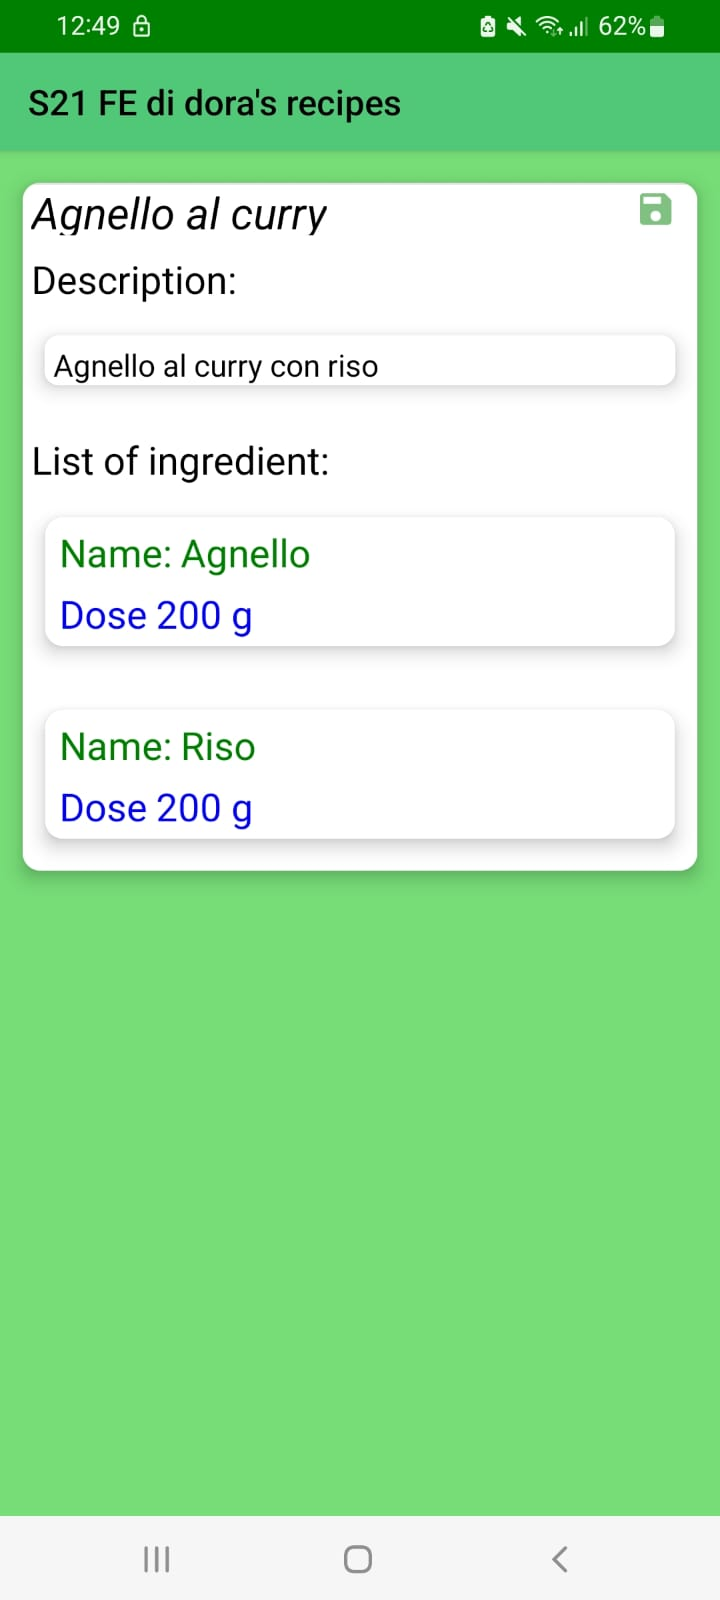 12:49 62%
S21 FE di dora's recipes
Agnello al curry
Description:
Agnello al curry con riso
List of ingredient:
Name: Agnello
Dose 200 g
Name: Riso
Dose 200 g